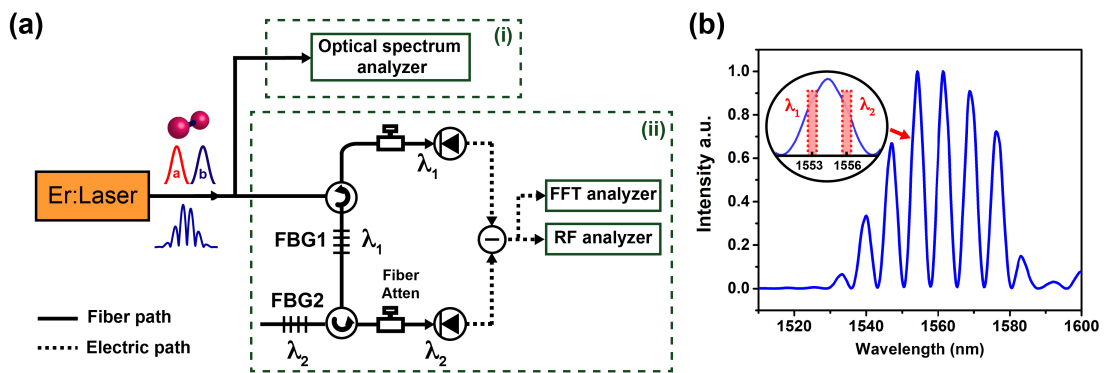 (a)
(i)
Optical spectrum
analyzer
(ii)
a b
Er:Laser
λ1
FFT analyzer
RF analyzer
FBG1
λ1
Fiber
Atten
FBG2
λ2
λ2
Fiber path
Electric path
(b)
Intensity a.u.
1.0
0.8
0.6
0.4
0.2
0.0
λ1 λ2
1553 1556
1520 1540 1560 1580 1600
Wavelength (nm)